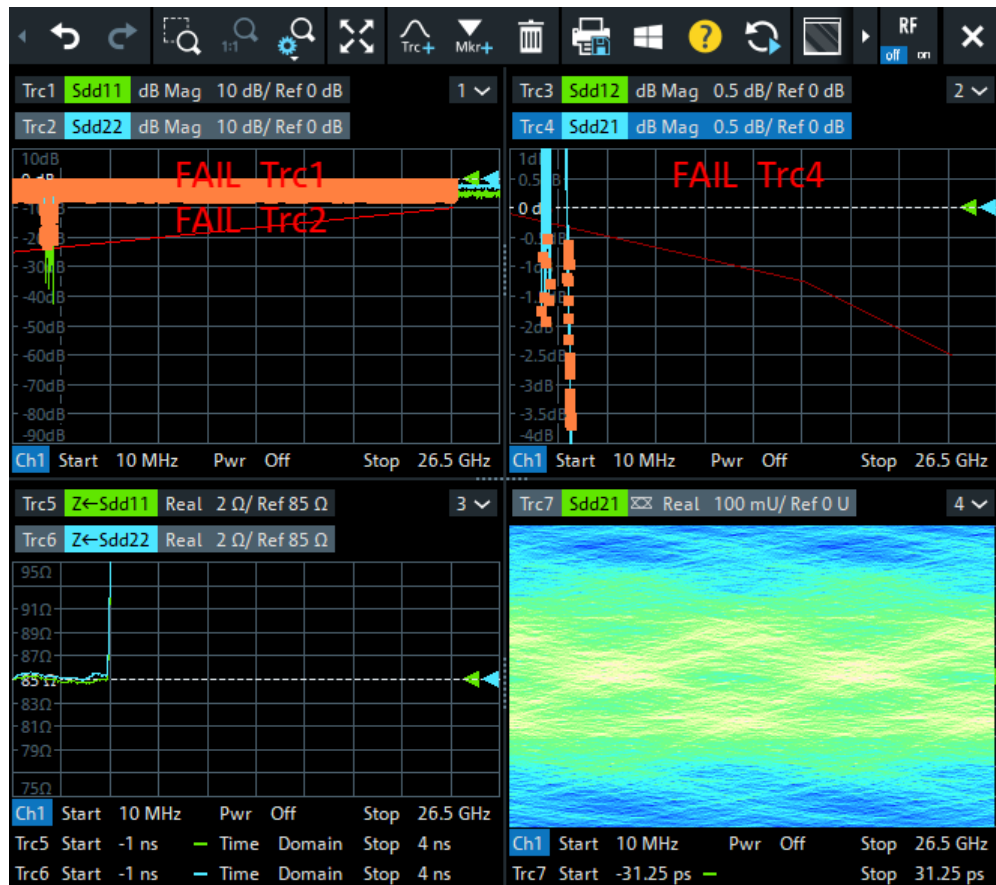 1:1 Trc+ Mkr+ ? RF
off on
Trc1 Sdd11 dB Mag 10 dB/ Ref 0 dB 1
Trc2 Sdd22 dB Mag 10 dB/ Ref 0 dB
10dB
FAIL Trc1
FAIL Trc2
-30dB
-40dB
-50dB
-60dB
-70dB
-80dB
-90dB
Ch1 Start 10 MHz Pwr Off Stop 26.5 GHz
Trc3 Sdd12 dB Mag 0.5 dB/ Ref 0 dB 2
Trc4 Sdd21 dB Mag 0.5 dB/ Ref 0 dB
FAIL Trc4
0 d
-2dB
-2.5dB
-3dB
-3.5dB
-4dB
Ch1 Start 10 MHz Pwr Off Stop 26.5 GHz
Trc5 Z←Sdd11 Real 2 Ω/ Ref 85 Ω 3
Trc6 Z←Sdd22 Real 2 Ω/ Ref 85 Ω
95Ω
91Ω
89Ω
87Ω
85 Ω
83Ω
81Ω
79Ω
75Ω
Ch1 Start 10 MHz Pwr Off Stop 26.5 GHz
Trc5 Start -1 ns Time Domain Stop 4 ns
Trc6 Start -1 ns Time Domain Stop 4 ns
Trc7 Sdd21 Real 100 mU/ Ref 0 U 4
Ch1 Start 10 MHz Pwr Off Stop 26.5 GHz
Trc7 Start -31.25 ps Stop 31.25 ps